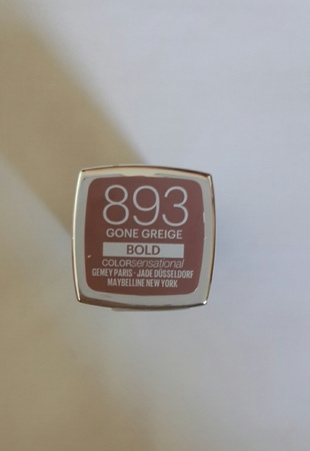 893
GONE GREIGE
BOLD
COLORsensational
GEMEY PARIS · JADE DÜSSELDORF
MAYBELLINE NEW YORK